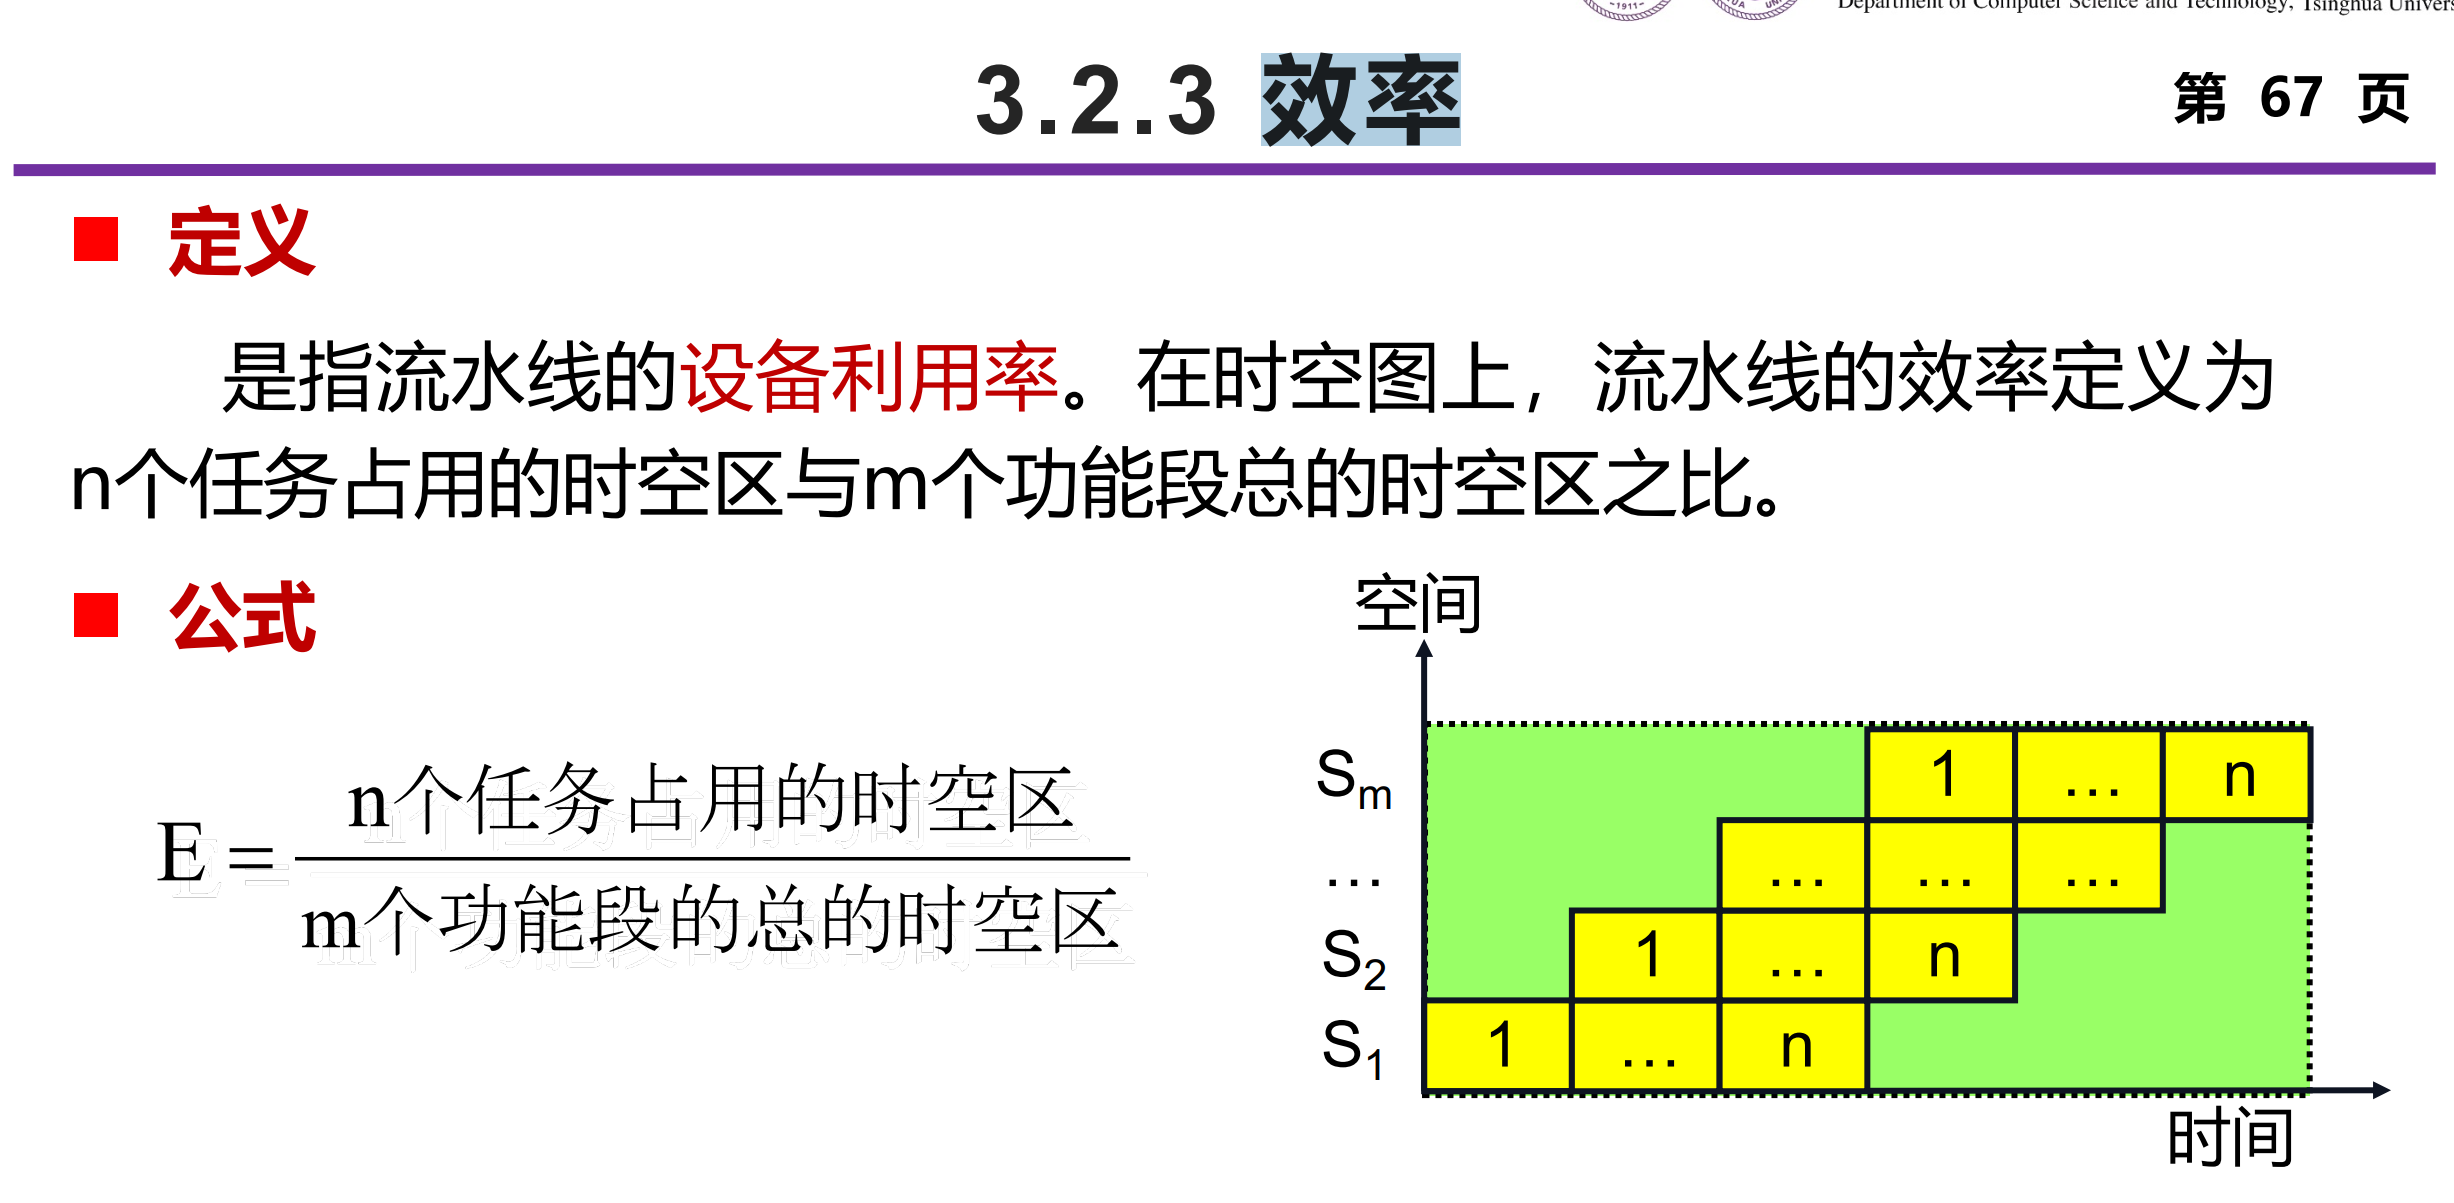 -1911-
Department of Computer Science and Technology, Tsinghua Univers
3.2.3 效率
第 67 页
定义
是指流水线的设备利用率。在时空图上，流水线的效率定义为
n个任务占用的时空区与m个功能段总的时空区之比。
公式
E = n个任务占用的时空区
m个功能段的总的时空区
空间
Sm 1 … n
… … … …
S2 1 … n
S1 1 … n
时间